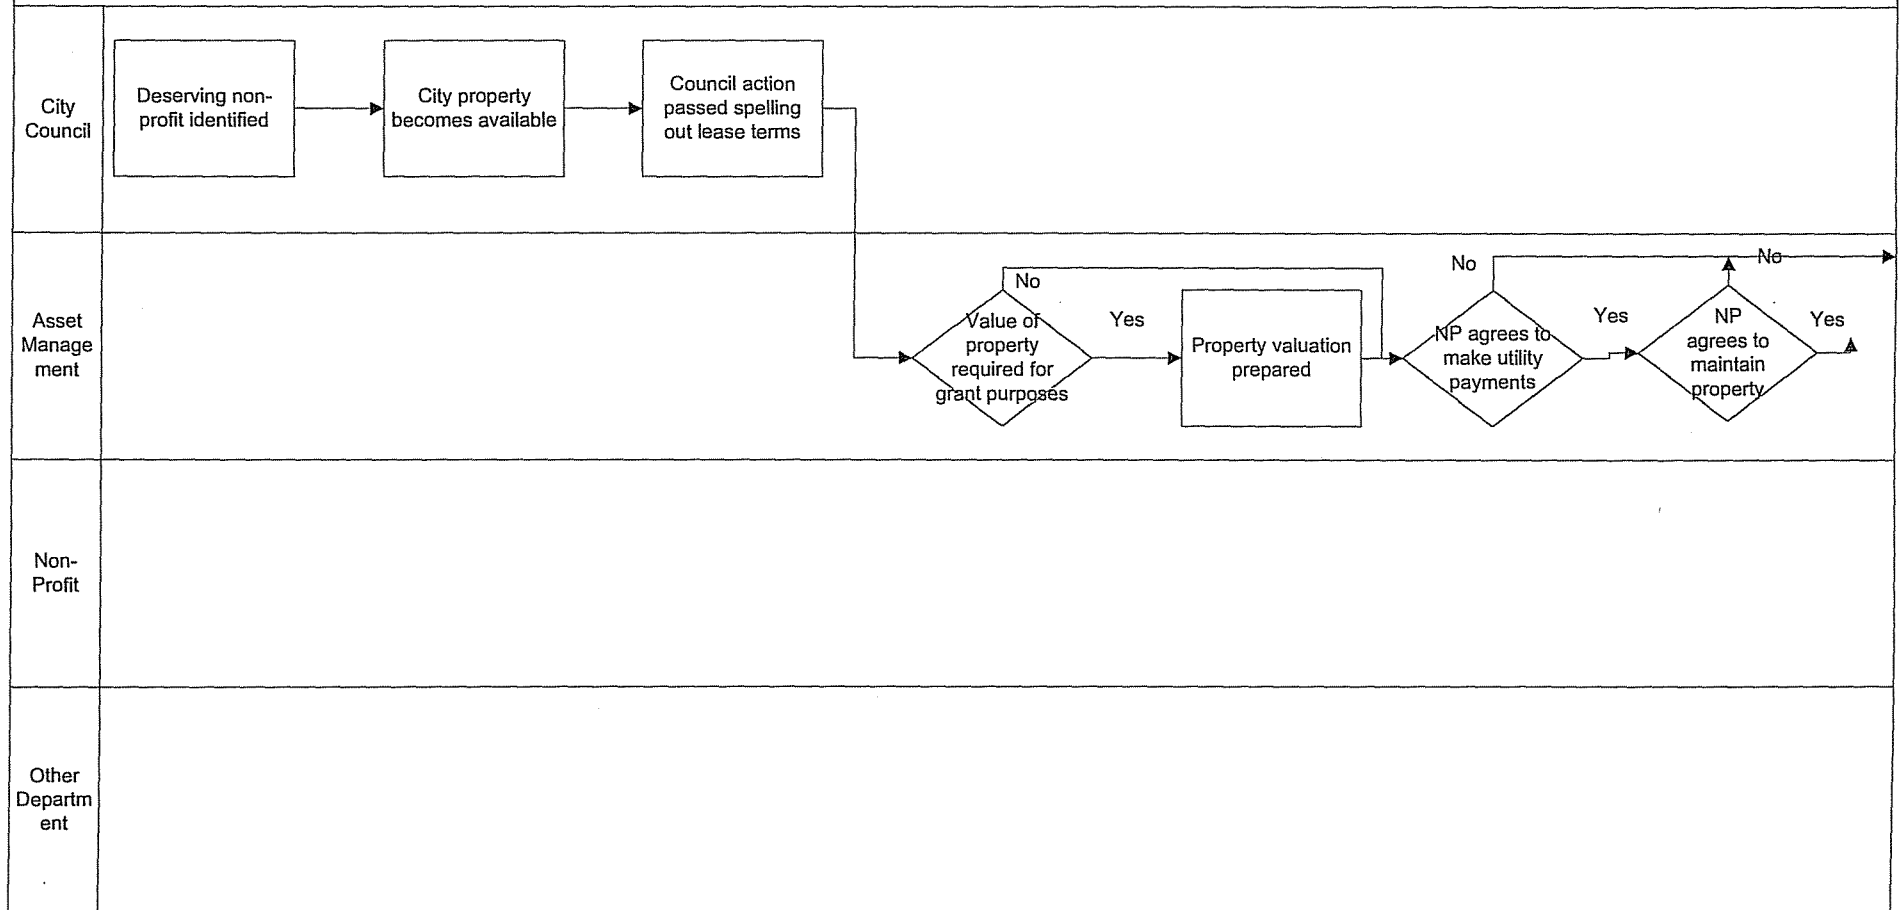 City
Council
Deserving non-
profit identified
City property
becomes available
Council action
passed spelling
out lease terms
Asset
Manage
ment
No
Value of
property
required for
grant purposes
Yes
Property valuation
prepared
No
NP agrees to
make utility
payments
Yes
No
NP
agrees to
maintain
property
Yes
Non-
Profit
Other
Departm
ent